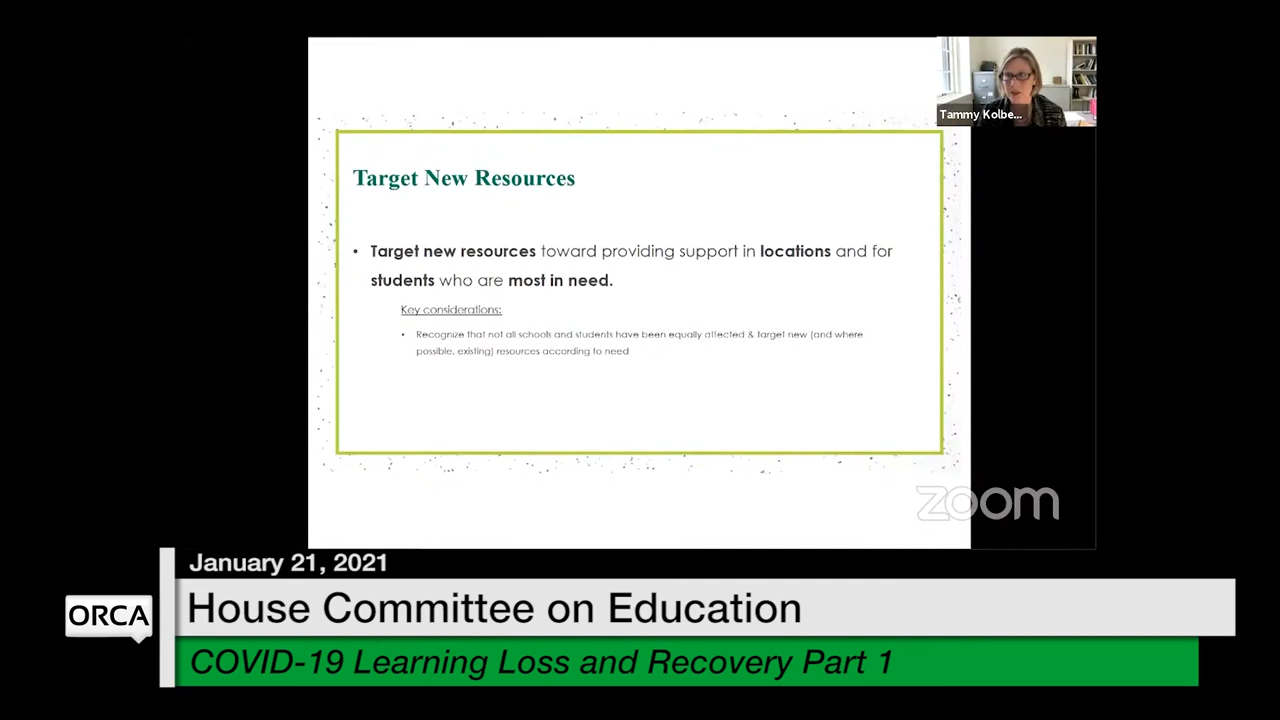 Tammy Kolbe...
Target New Resources
• Target new resources toward providing support in locations and for
students who are most in need.
Key considerations:
• Recognize that not all schools and students have been equally affected & target new (and where
possible, existing) resources according to need
zoom
January 21, 2021
ORCA
House Committee on Education
COVID-19 Learning Loss and Recovery Part 1